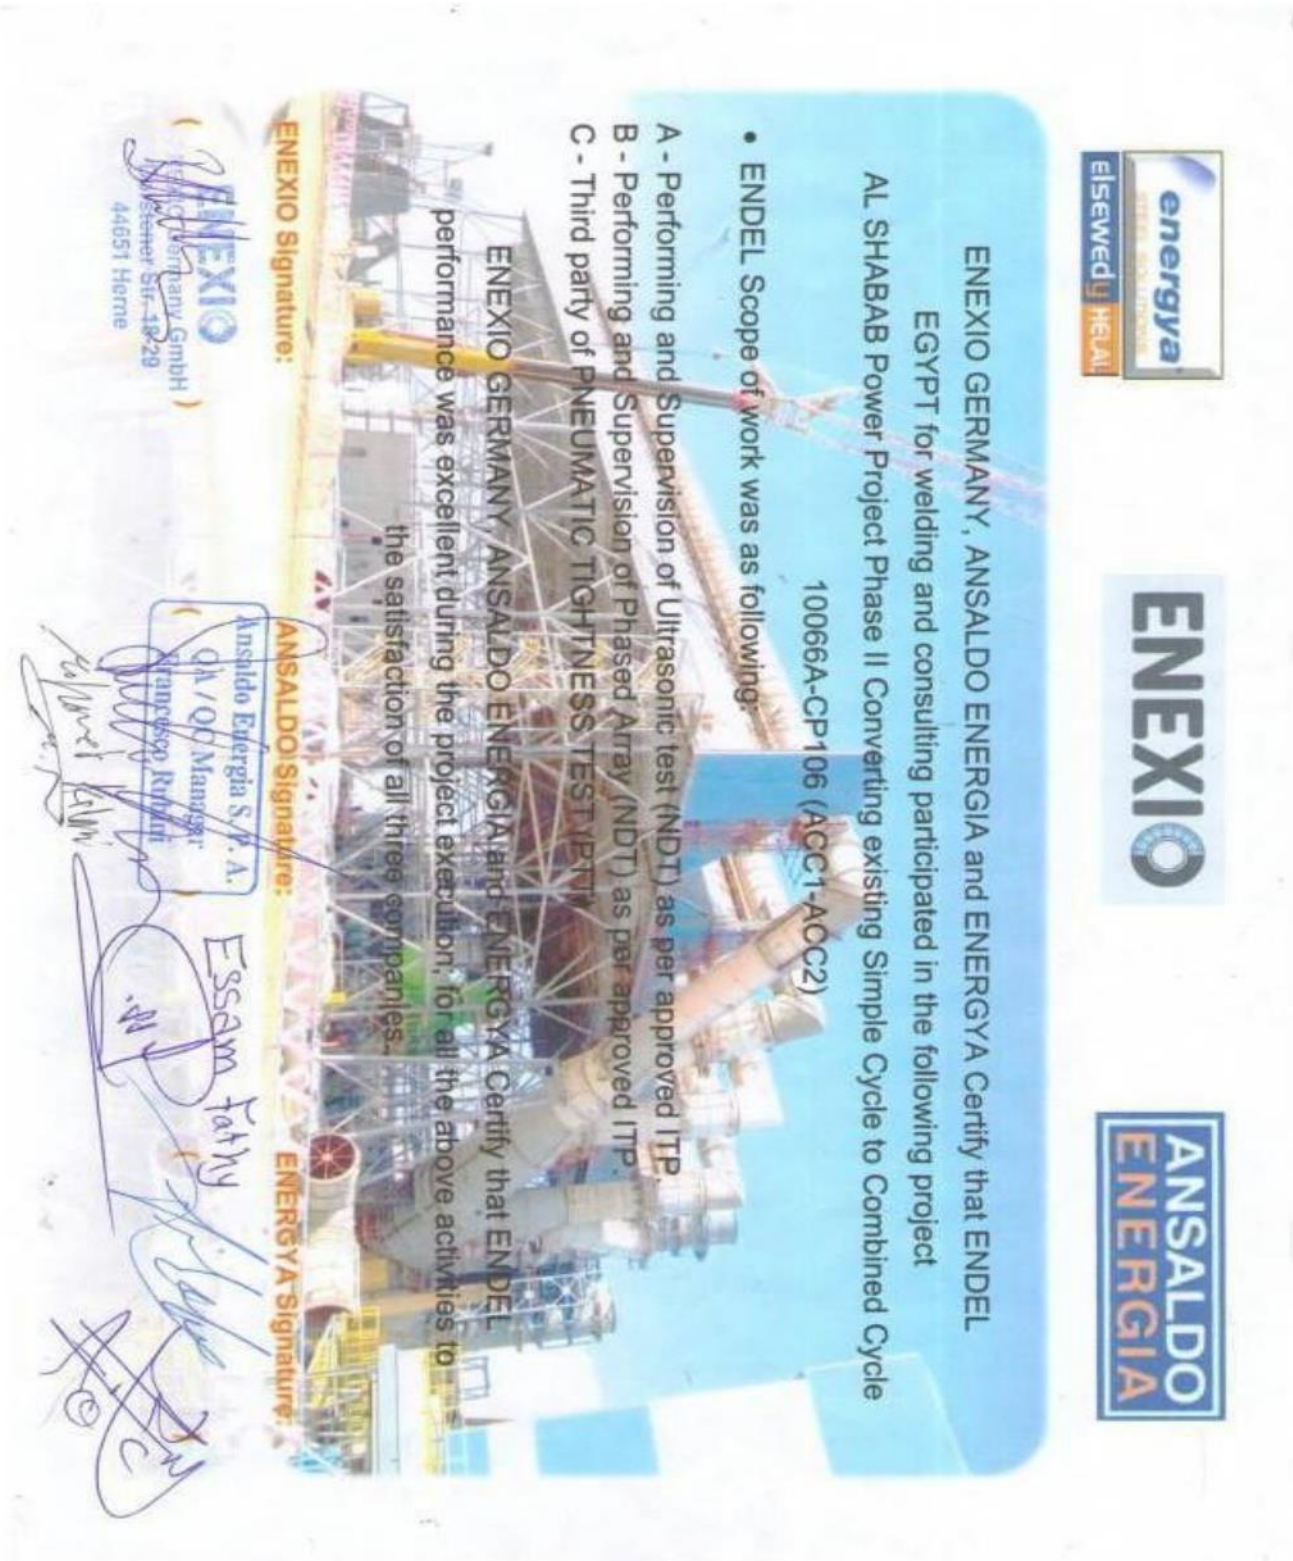 energya
STEEL SOLUTIONS
Elsewedy HELAL
ENEXIO
ANSALDO
ENERGIA
ENEXIO GERMANY, ANSALDO ENERGIA and ENERGYA Certify that ENDEL
EGYPT for welding and consulting participated in the following project
AL SHABAB Power Project Phase II Converting existing Simple Cycle to Combined Cycle
10066A-CP106 (ACC1-ACC2)
• ENDEL Scope of work was as following:
A - Performing and Supervision of Ultrasonic test (NDT) as per approved ITP.
B - Performing and Supervision of Phased Array (NDT) as per approved ITP
C - Third party of PNEUMATIC TIGHTNESS TEST (PTT)
ENEXIO GERMANY, ANSALDO ENERGIA and ENERGYA Certify that ENDEL
performance was excellent during the project execution, for all the above activities to
the satisfaction of all three companies..
ENEXIO Signature:
ANSALDO Signature:
ENERGYA Signature:
ENEXIO
Germany GmbH
Str. 18-29
44651 Herne
Ansaldo Energia S.P.A.
QA / QC Manager
Francesco Rubini
Essam Fathy